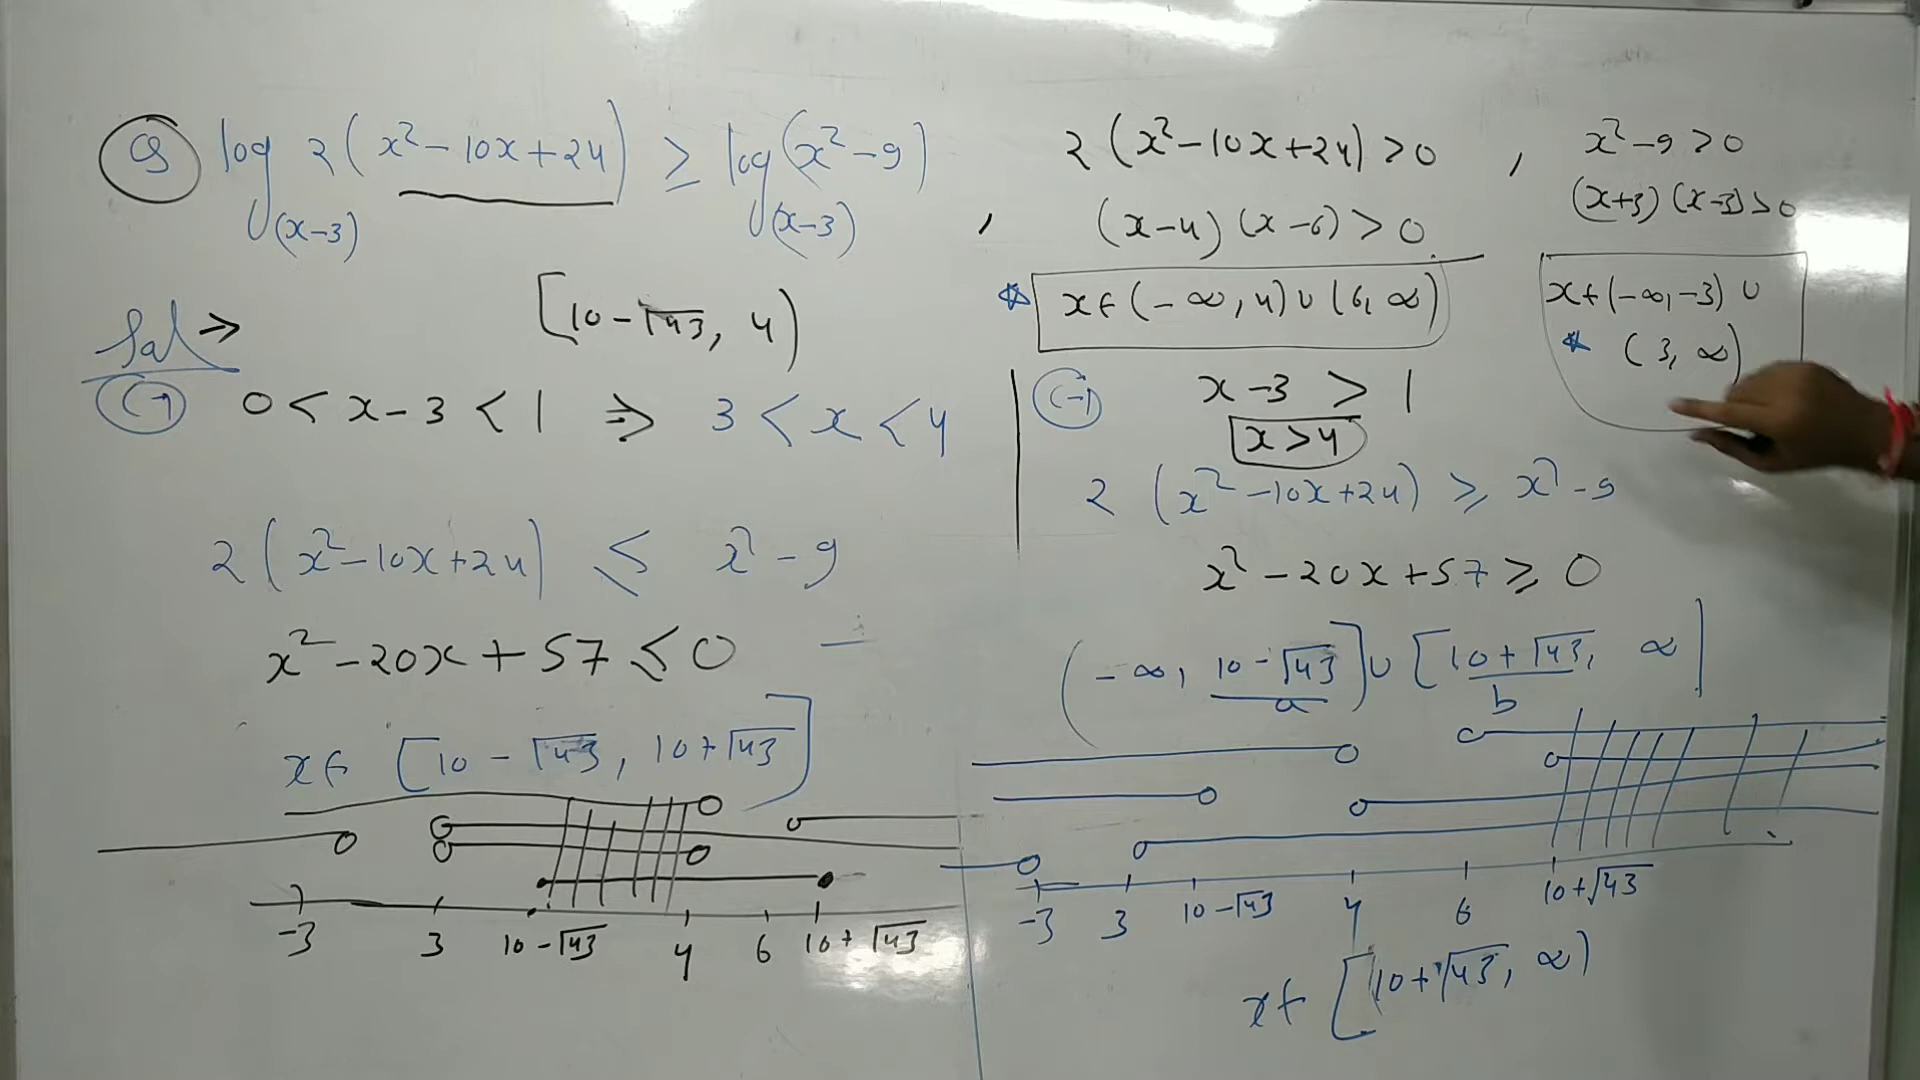 Q log_(x-3) 2(x²-10x+24) ≥ log_(x-3) (x²-9) ,
2(x²-10x+24)>0 ,
(x-4)(x-6)>0
x∈(-∞,4)∪(6,∞)
x²-9>0
(x+3)(x-3)>0
x∈(-∞,-3)∪
(3,∞)
Sol ⇒
[10-√43, 4)
C-I 0<x-3<1 ⇒ 3<x<4
2(x²-10x+24) ≤ x²-9
x²-20x+57≤0
x∈ [10-√43, 10+√43]
-3 3 10-√43 4 6 10+√43
C-II x-3 > 1
x>4
2(x²-10x+24) ≥ x²-9
x²-20x+57≥0
(-∞, 10-√43]∪[10+√43, ∞)
a b
-3 3 10-√43 4 6 10+√43
x∈ [10+√43, ∞)